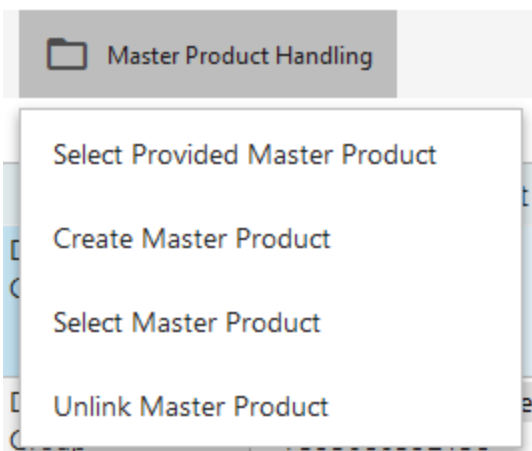 Master Product Handling
Select Provided Master Product
Create Master Product
Select Master Product
Unlink Master Product